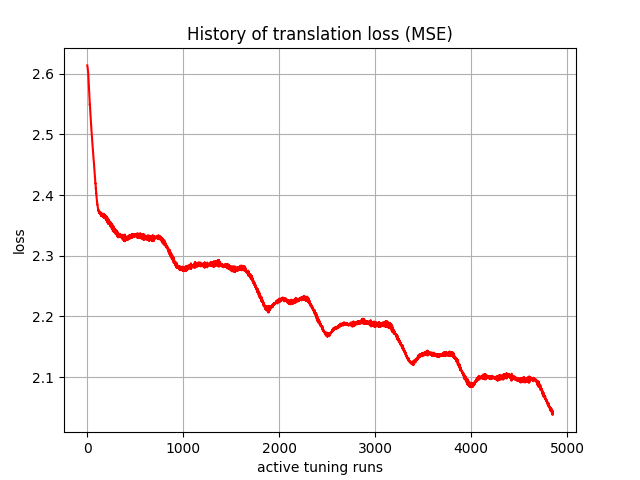 History of translation loss (MSE)
2.6
2.5
2.4
2.3
2.2
2.1
loss
0 1000 2000 3000 4000 5000
active tuning runs